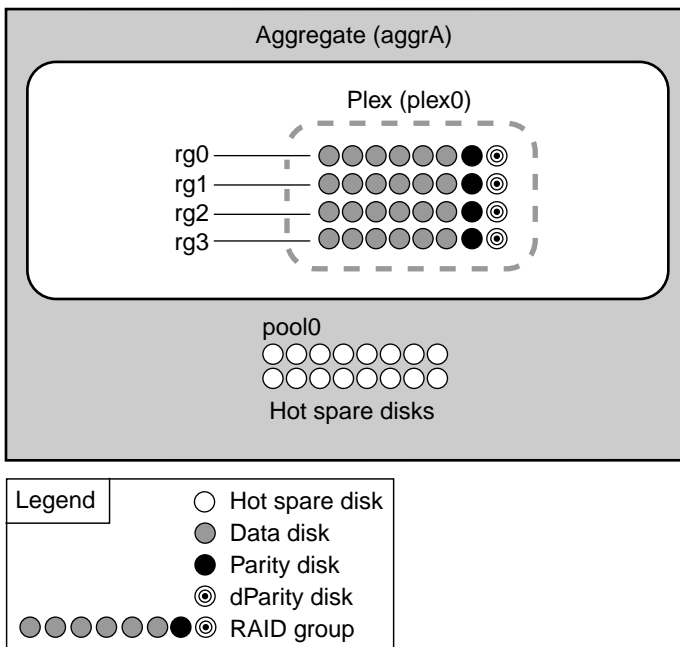 Aggregate (aggrA)
Plex (plex0)
rg0
rg1
rg2
rg3
pool0
Hot spare disks
Legend
Hot spare disk
Data disk
Parity disk
dParity disk
RAID group